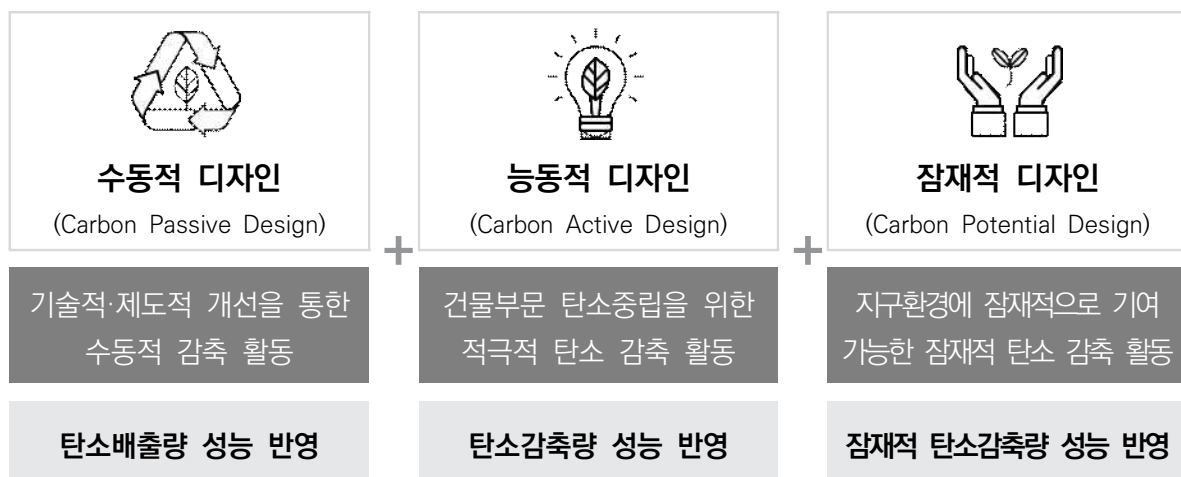 수동적 디자인
(Carbon Passive Design)
기술적·제도적 개선을 통한
수동적 감축 활동
탄소배출량 성능 반영
+
능동적 디자인
(Carbon Active Design)
건물부문 탄소중립을 위한
적극적 탄소 감축 활동
탄소감축량 성능 반영
+
잠재적 디자인
(Carbon Potential Design)
지구환경에 잠재적으로 기여
가능한 잠재적 탄소 감축 활동
잠재적 탄소감축량 성능 반영